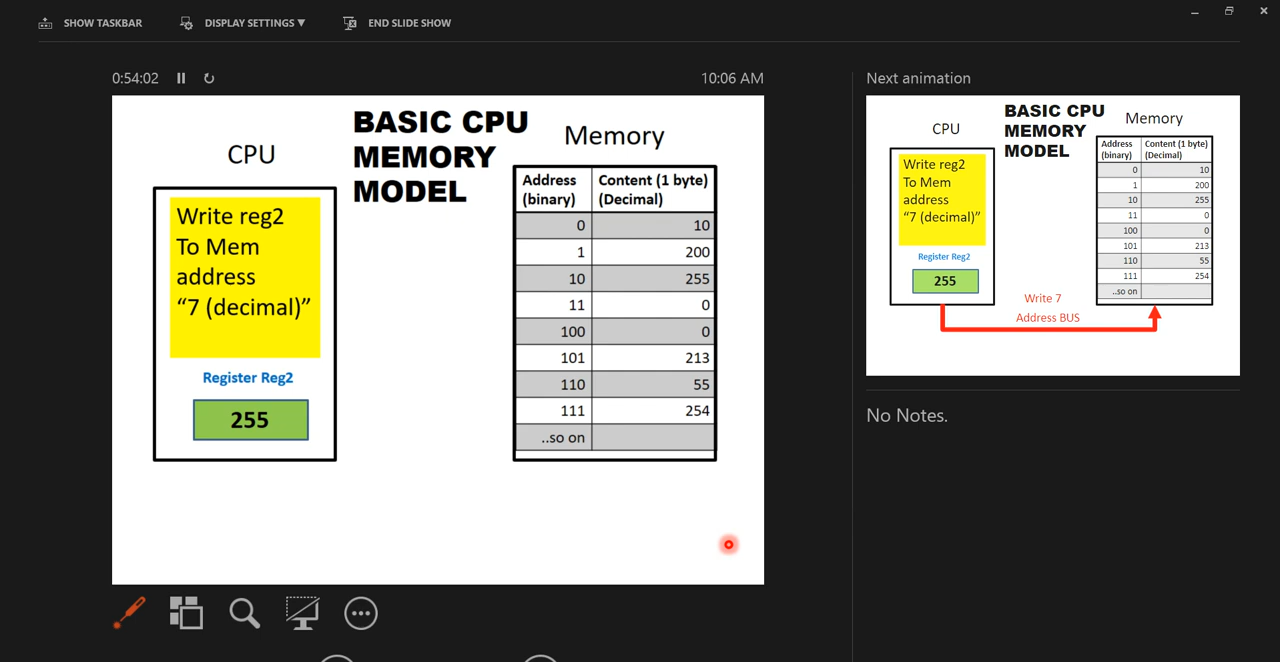 SHOW TASKBAR
DISPLAY SETTINGS ▼
END SLIDE SHOW
0:54:02
10:06 AM
CPU
BASIC CPU
MEMORY
MODEL
Memory
Write reg2
To Mem
address
“7 (decimal)”
Register Reg2
255
Address (binary) Content (1 byte) (Decimal)
0 10
1 200
10 255
11 0
100 0
101 213
110 55
111 254
..so on
Next animation
CPU
BASIC CPU
MEMORY
MODEL
Memory
Write reg2
To Mem
address
“7 (decimal)”
Register Reg2
255
Address (binary) Content (1 byte) (Decimal)
0 10
1 200
10 255
11 0
100 0
101 213
110 55
111 254
..so on
Write 7
Address BUS
No Notes.